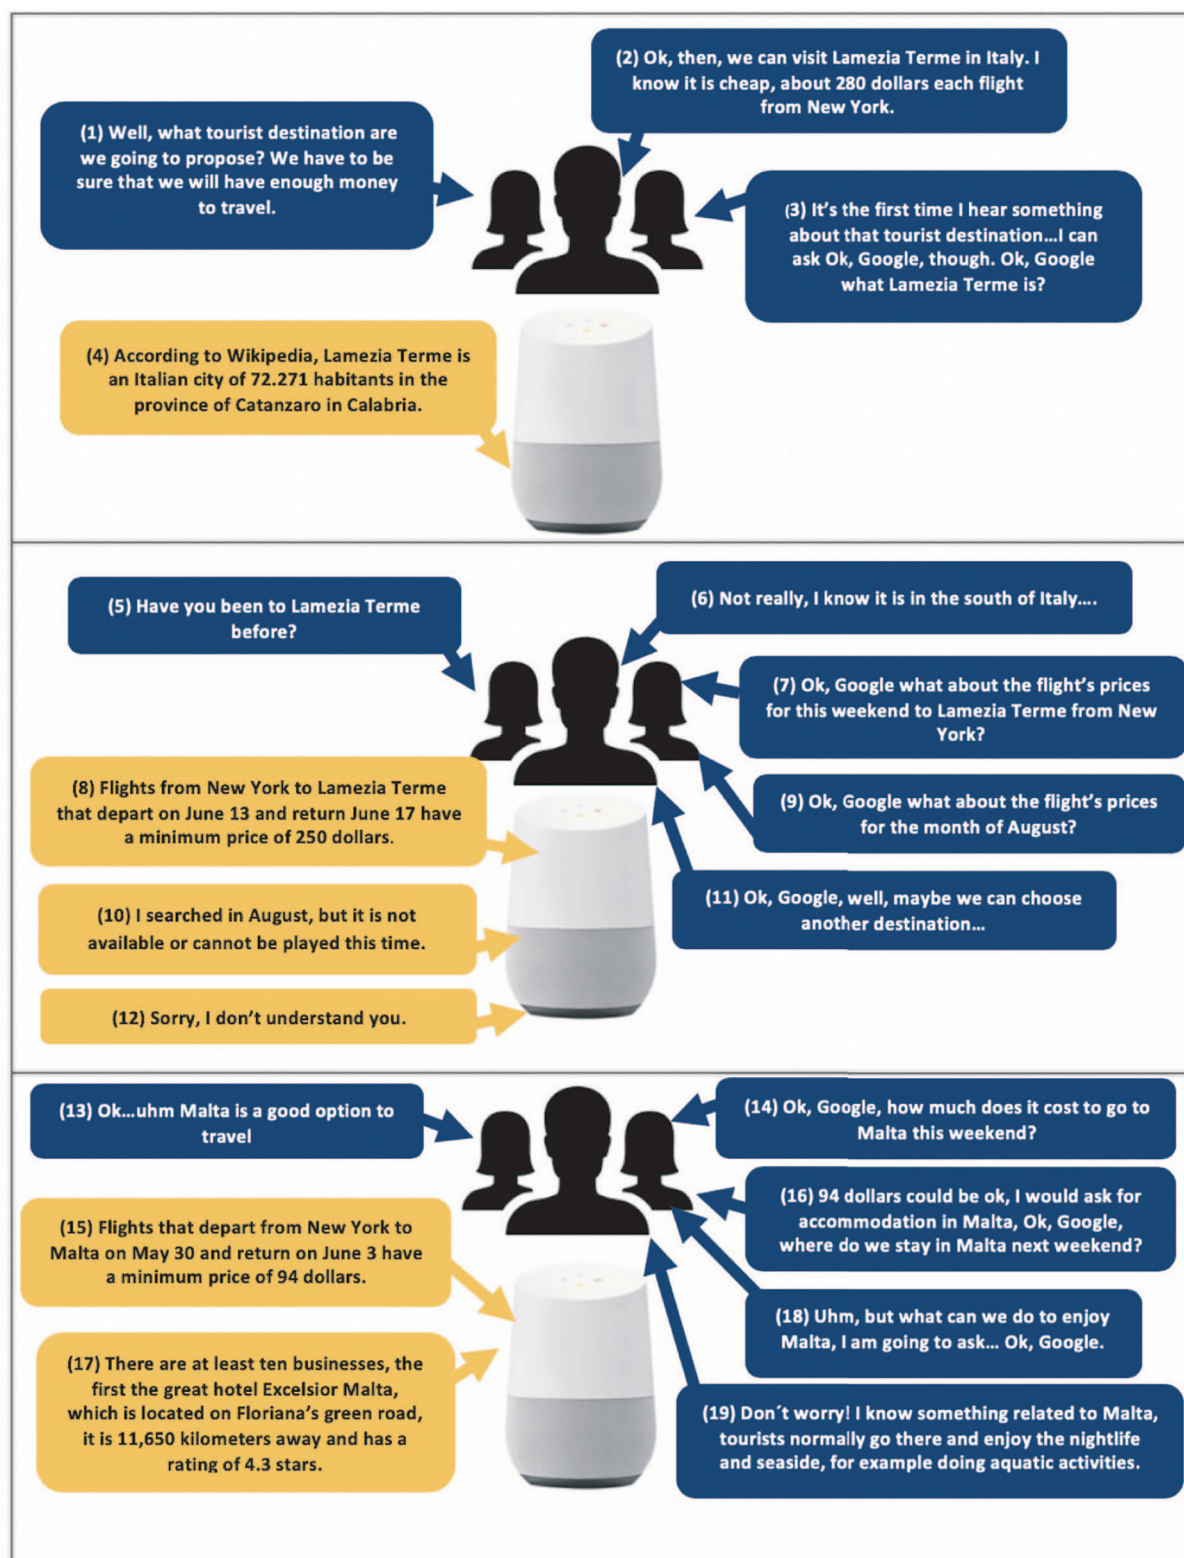 (1) Well, what tourist destination are
we going to propose? We have to be
sure that we will have enough money
to travel.
(2) Ok, then, we can visit Lamezia Terme in Italy. I
know it is cheap, about 280 dollars each flight
from New York.
(3) It's the first time I hear something
about that tourist destination...I can
ask Ok, Google, though. Ok, Google
what Lamezia Terme is?
(4) According to Wikipedia, Lamezia Terme is
an Italian city of 72.271 habitants in the
province of Catanzaro in Calabria.
(5) Have you been to Lamezia Terme
before?
(6) Not really, I know it is in the south of Italy....
(7) Ok, Google what about the flight's prices
for this weekend to Lamezia Terme from New
York?
(8) Flights from New York to Lamezia Terme
that depart on June 13 and return June 17 have
a minimum price of 250 dollars.
(9) Ok, Google what about the flight's prices
for the month of August?
(10) I searched in August, but it is not
available or cannot be played this time.
(11) Ok, Google, well, maybe we can choose
another destination...
(12) Sorry, I don't understand you.
(13) Ok...uhm Malta is a good option to
travel
(14) Ok, Google, how much does it cost to go to
Malta this weekend?
(15) Flights that depart from New York to
Malta on May 30 and return on June 3 have
a minimum price of 94 dollars.
(16) 94 dollars could be ok, I would ask for
accommodation in Malta, Ok, Google,
where do we stay in Malta next weekend?
(17) There are at least ten businesses, the
first the great hotel Excelsior Malta,
which is located on Floriana's green road,
it is 11,650 kilometers away and has a
rating of 4.3 stars.
(18) Uhm, but what can we do to enjoy
Malta, I am going to ask... Ok, Google.
(19) Don´t worry! I know something related to Malta,
tourists normally go there and enjoy the nightlife
and seaside, for example doing aquatic activities.